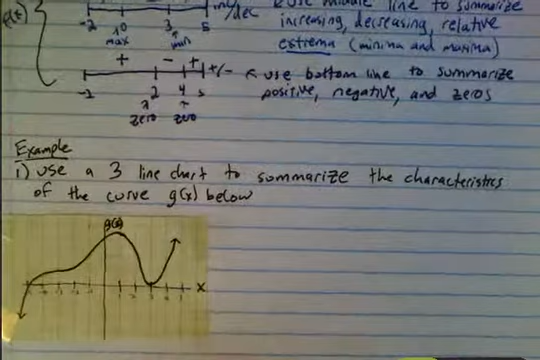 f(x)
inc/dec
-2 0 3 5
max min
use middle line to summarize
increasing, decreasing, relative
extrema (minima and maxima)
+ - + +/-
-2 2 4 5
zero zero
use bottom line to summarize
positive, negative, and zeros
Example
1) use a 3 line chart to summarize the characteristics
of the curve g(x) below
g(x)
x